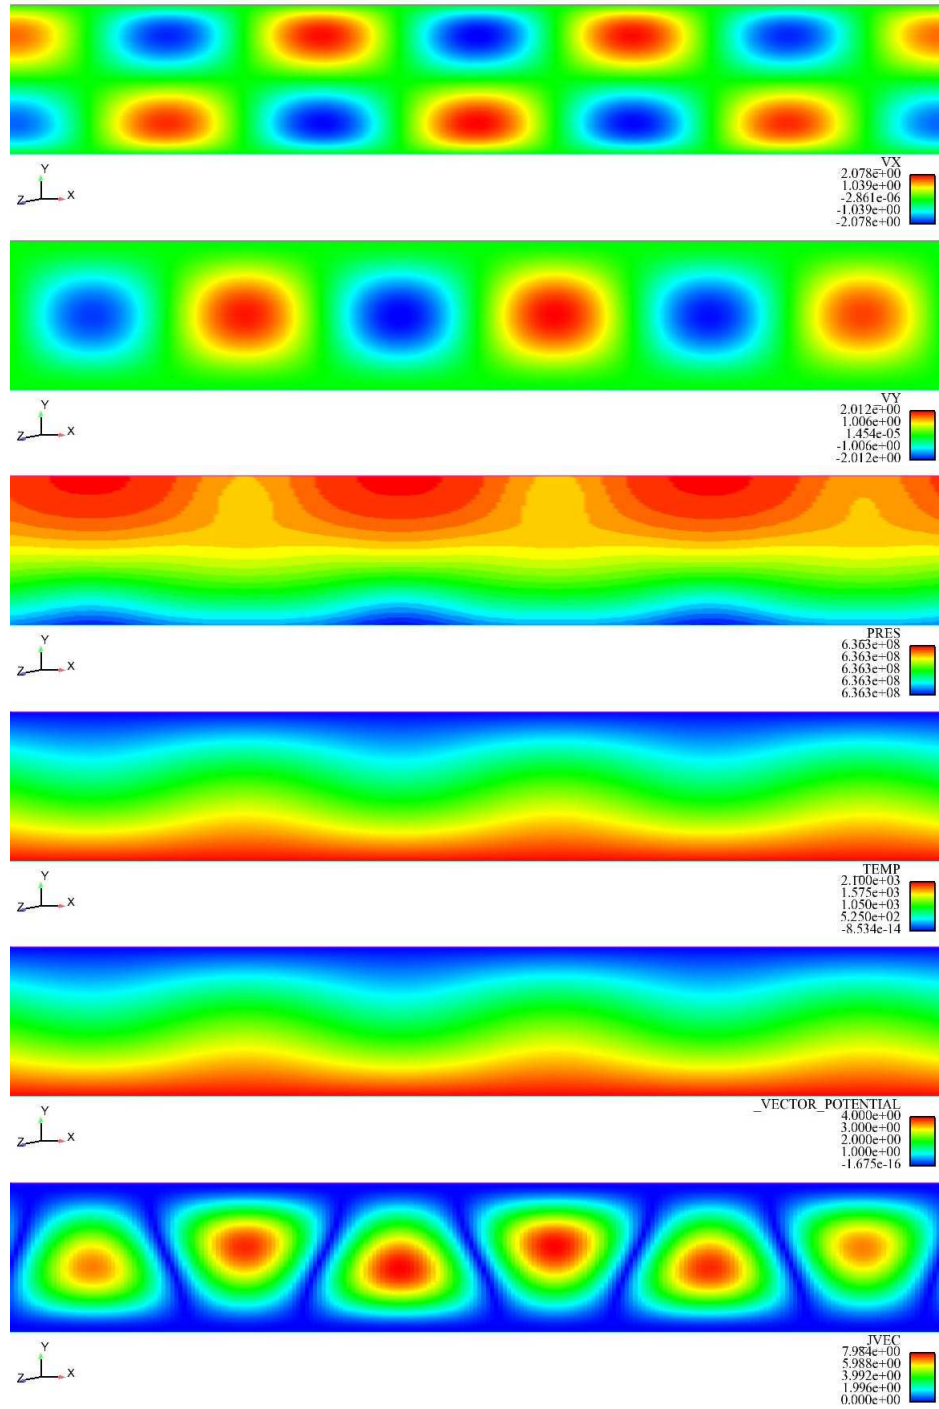 VX
2.078e+00
1.039e+00
-2.861e-06
-1.039e+00
-2.078e+00
Y
Z X
VY
2.012e+00
1.006e+00
1.454e-05
-1.006e+00
-2.012e+00
Y
Z X
PRES
6.363e+08
6.363e+08
6.363e+08
6.363e+08
6.363e+08
Y
Z X
TEMP
2.100e+03
1.575e+03
1.050e+03
5.250e+02
-8.534e-14
Y
Z X
_VECTOR_POTENTIAL
4.000e+00
3.000e+00
2.000e+00
1.000e+00
-1.675e-16
Y
Z X
JVEC
7.984e+00
5.988e+00
3.992e+00
1.996e+00
0.000e+00
Y
Z X